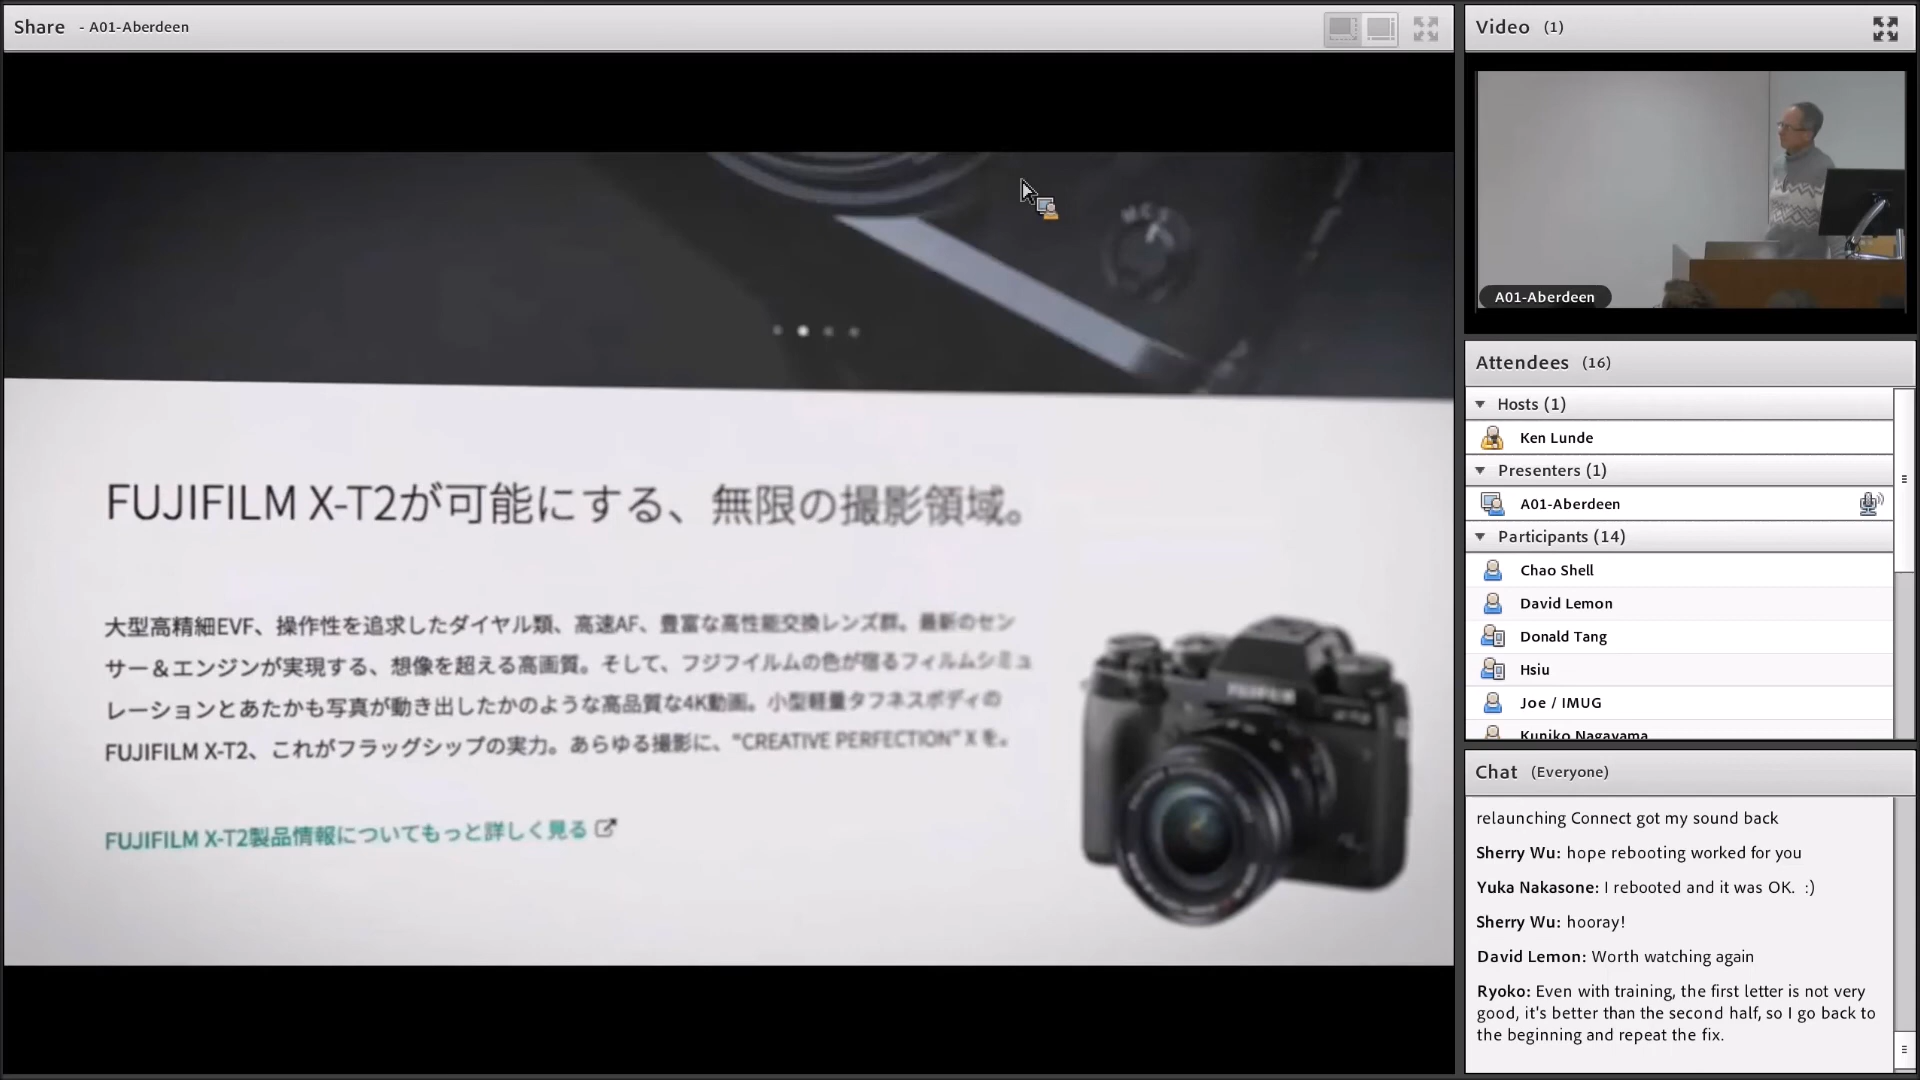 Share - A01-Aberdeen
FUJIFILM X-T2が可能にする、無限の撮影領域。
大型高精細EVF、操作性を追求したダイヤル類、高速AF、豊富な高性能交換レンズ群。最新のセン
サー＆エンジンが実現する、想像を超える高画質。そして、フジフイルムの色が宿るフィルムシミュ
レーションとあたかも写真が動き出したかのような高品質な4K動画。小型軽量タフネスボディの
FUJIFILM X-T2、これがフラッグシップの実力。あらゆる撮影に、"CREATIVE PERFECTION" X を。
FUJIFILM X-T2製品情報についてもっと詳しく見る
FUJIFILM
Video (1)
A01-Aberdeen
Attendees (16)
Hosts (1)
Ken Lunde
Presenters (1)
A01-Aberdeen
Participants (14)
Chao Shell
David Lemon
Donald Tang
Hsiu
Joe / IMUG
Kuniko Nagayama
Chat (Everyone)
relaunching Connect got my sound back
Sherry Wu: hope rebooting worked for you
Yuka Nakasone: I rebooted and it was OK. :)
Sherry Wu: hooray!
David Lemon: Worth watching again
Ryoko: Even with training, the first letter is not very
good, it's better than the second half, so I go back to
the beginning and repeat the fix.